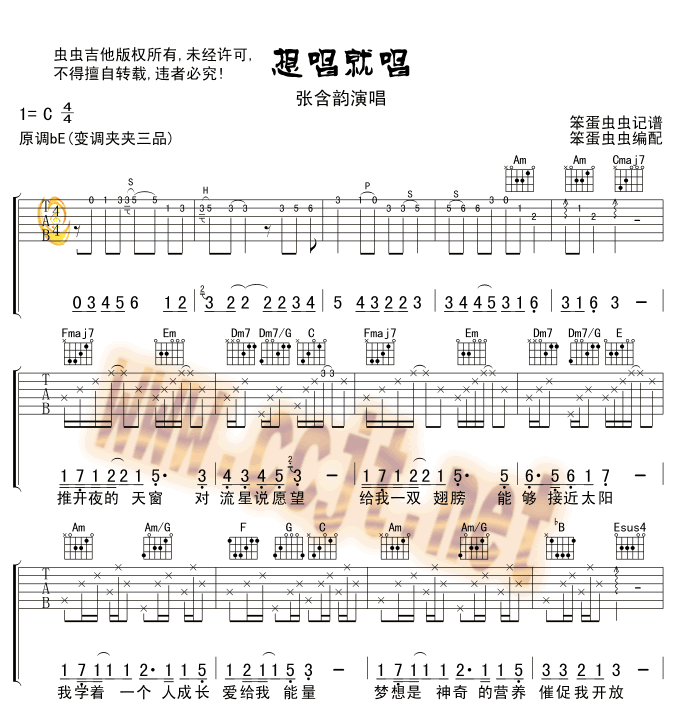 虫虫吉他版权所有,未经许可,
不得擅自转载,违者必究!
想唱就唱
张含韵演唱
1= C 4/4
原调bE(变调夹夹三品)
笨蛋虫虫记谱
笨蛋虫虫编配
Am Am Cmaj7
S H P S S
T A B 4/4
0 3 4 5 6 6 1 2 3 2 2 2 2 3 4 5 4 3 2 2 3 3 4 4 5 3 1 6 3 1 6 3 –
Fmaj7 Em Dm7 Dm7/G C Fmaj7 Em Dm7 Dm7/G E
T A B
1 7 1 2 2 1 5· 3 4 3 4 5 3 – 1 7 1 2 2 1 5· 5 6· 5 6 1 7 –
推开夜的 天窗 对 流星说愿望 给我一双 翅膀 能 够 接近太阳
www.ccjt.net
Am Am/G F G C Am Am/G bB Esus4
T A B
1 7 1 1 1 2· 1 1 5 1 2 1 1 5 3 – 1 7 1 1 1 2· 1 1 5 1 1 5 3 –
我学着 一个 人成长 爱给我 能量 梦想是 神奇 的营养 催促我开放